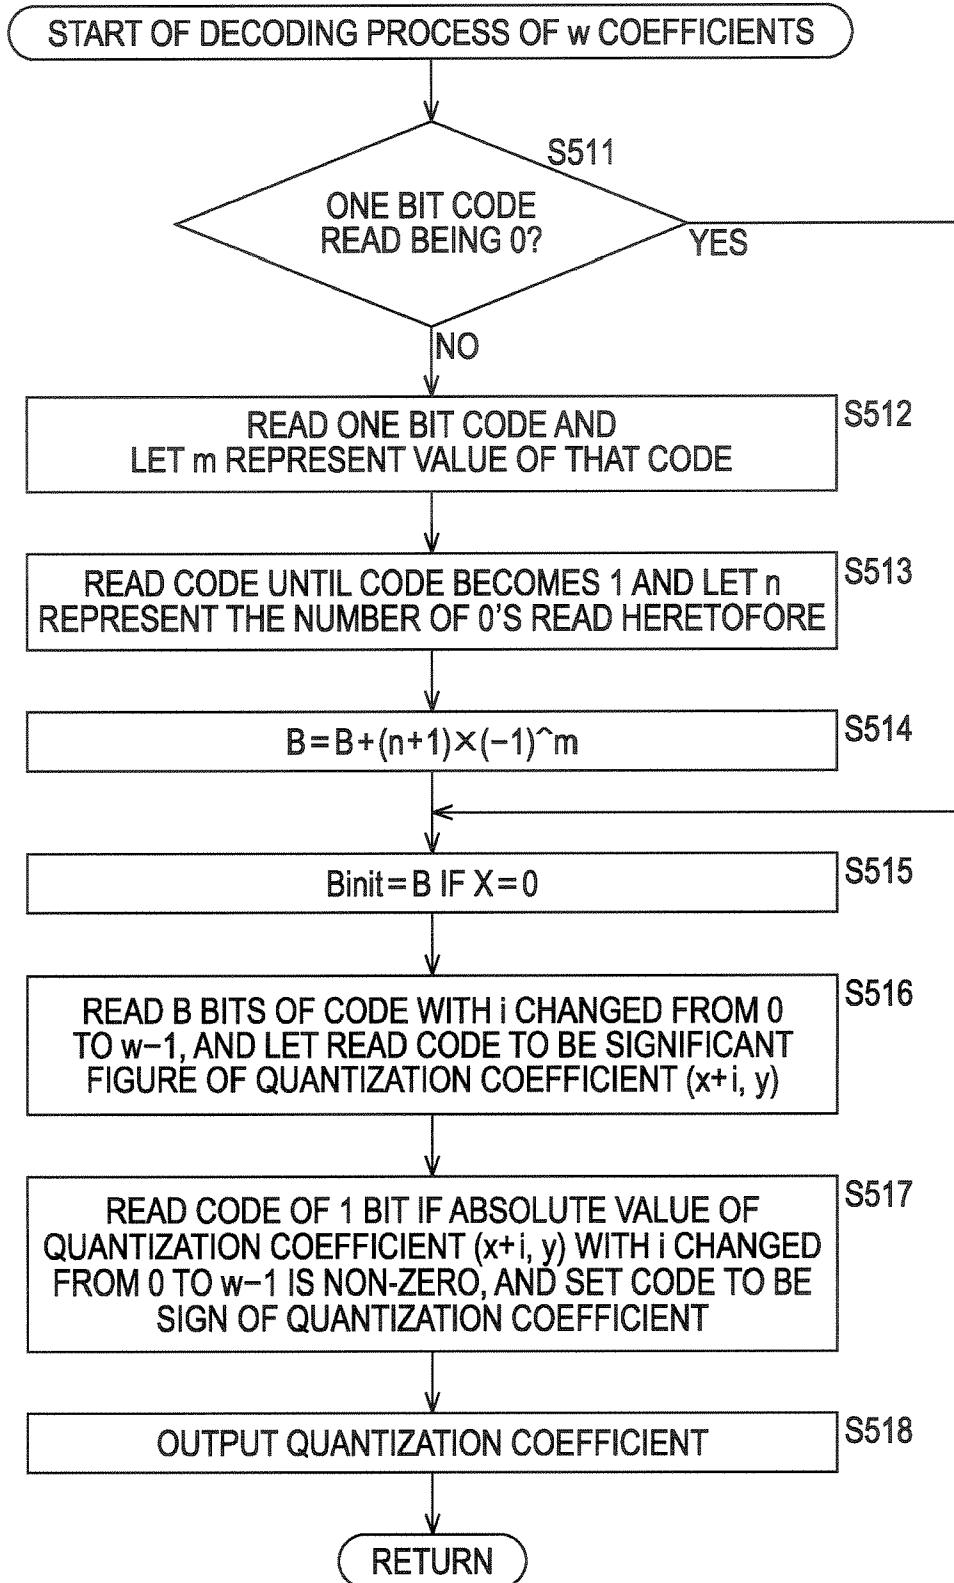 START OF DECODING PROCESS OF w COEFFICIENTS
S511
ONE BIT CODE
READ BEING 0?
YES
NO
S512
READ ONE BIT CODE AND
LET m REPRESENT VALUE OF THAT CODE
S513
READ CODE UNTIL CODE BECOMES 1 AND LET n
REPRESENT THE NUMBER OF 0'S READ HERETOFORE
S514
B=B+(n+1)×(−1)^m
S515
Binit=B IF X=0
S516
READ B BITS OF CODE WITH i CHANGED FROM 0
TO w−1, AND LET READ CODE TO BE SIGNIFICANT
FIGURE OF QUANTIZATION COEFFICIENT (x+i, y)
S517
READ CODE OF 1 BIT IF ABSOLUTE VALUE OF
QUANTIZATION COEFFICIENT (x+i, y) WITH i CHANGED
FROM 0 TO w−1 IS NON-ZERO, AND SET CODE TO BE
SIGN OF QUANTIZATION COEFFICIENT
S518
OUTPUT QUANTIZATION COEFFICIENT
RETURN